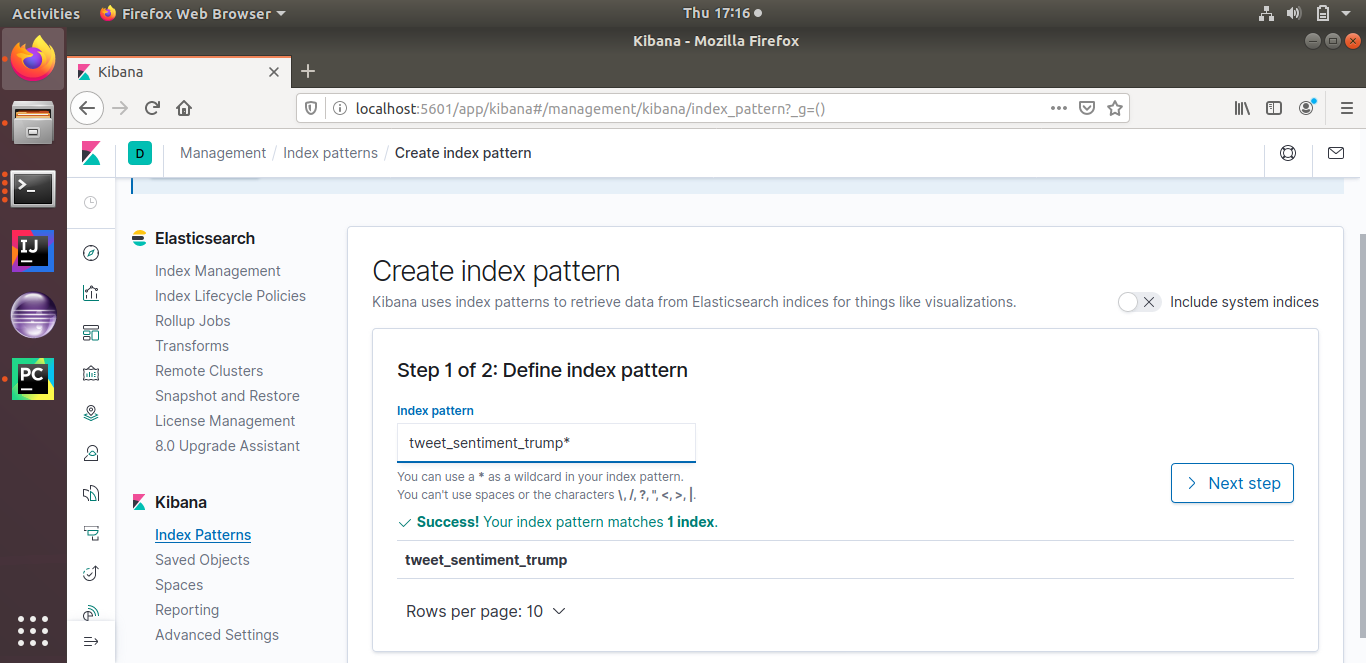 Activities Firefox Web Browser Thu 17:16
Kibana - Mozilla Firefox
Kibana
localhost:5601/app/kibana#/management/kibana/index_pattern?_g=()
D Management / Index patterns / Create index pattern
Elasticsearch
Index Management
Index Lifecycle Policies
Rollup Jobs
Transforms
Remote Clusters
Snapshot and Restore
License Management
8.0 Upgrade Assistant
Kibana
Index Patterns
Saved Objects
Spaces
Reporting
Advanced Settings
Create index pattern
Kibana uses index patterns to retrieve data from Elasticsearch indices for things like visualizations.
Include system indices
Step 1 of 2: Define index pattern
Index pattern
tweet_sentiment_trump*
You can use a * as a wildcard in your index pattern.
You can't use spaces or the characters \, /, ?, ", <, >, |.
Next step
Success! Your index pattern matches 1 index.
tweet_sentiment_trump
Rows per page: 10
IJ
PC